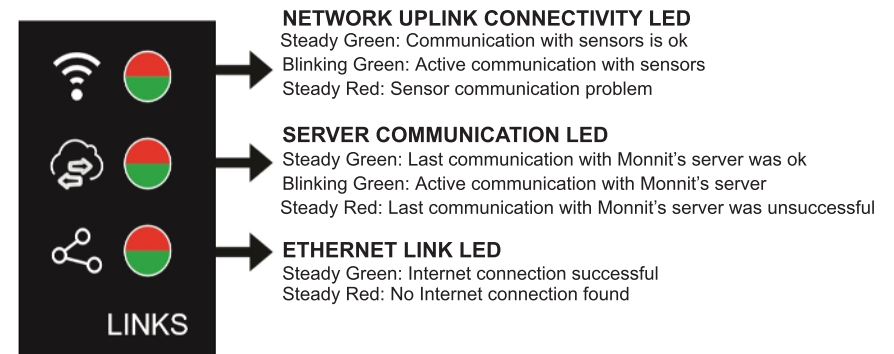 NETWORK UPLINK CONNECTIVITY LED
Steady Green: Communication with sensors is ok
Blinking Green: Active communication with sensors
Steady Red: Sensor communication problem
SERVER COMMUNICATION LED
Steady Green: Last communication with Monnit's server was ok
Blinking Green: Active communication with Monnit's server
Steady Red: Last communication with Monnit's server was unsuccessful
ETHERNET LINK LED
Steady Green: Internet connection successful
Steady Red: No Internet connection found
LINKS